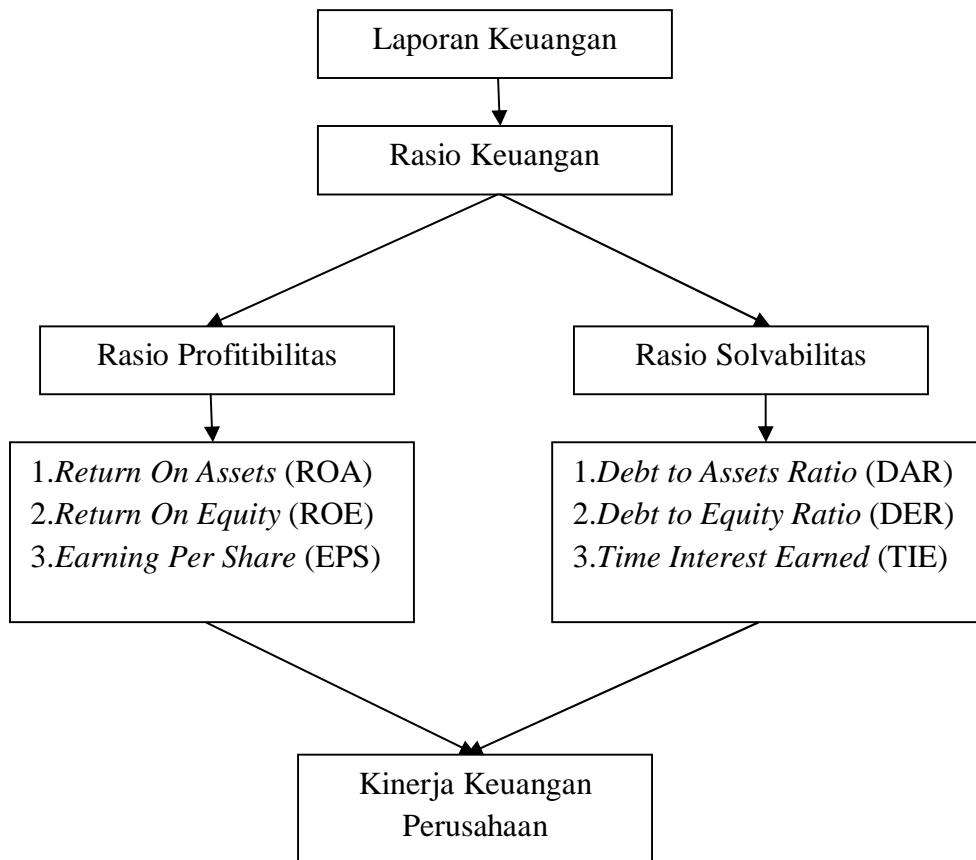 Laporan Keuangan
Rasio Keuangan
Rasio Profitibilitas
Rasio Solvabilitas
1.Return On Assets (ROA)
2.Return On Equity (ROE)
3.Earning Per Share (EPS)
1.Debt to Assets Ratio (DAR)
2.Debt to Equity Ratio (DER)
3.Time Interest Earned (TIE)
Kinerja Keuangan
Perusahaan